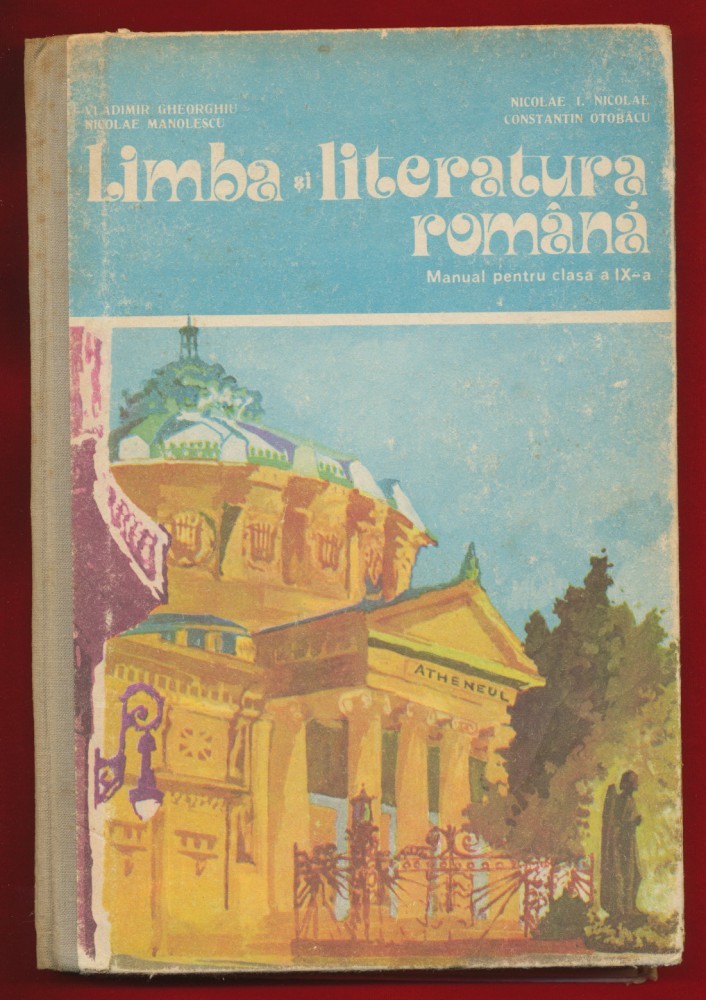 VLADIMIR GHEORGHIU
NICOLAE MANOLESCU
NICOLAE I. NICOLAE
CONSTANTIN OTOBÂCU
Limba și literatura
română
Manual pentru clasa a IX-a
ATHENEUL